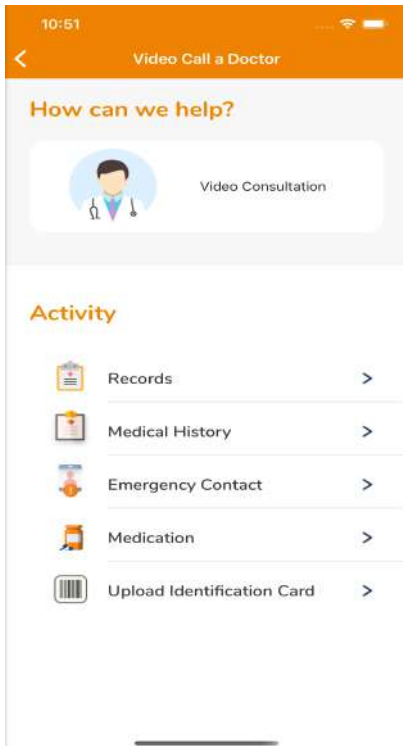 10:51
Video Call a Doctor
How can we help?
Video Consultation
Activity
Records
Medical History
Emergency Contact
Medication
Upload Identification Card